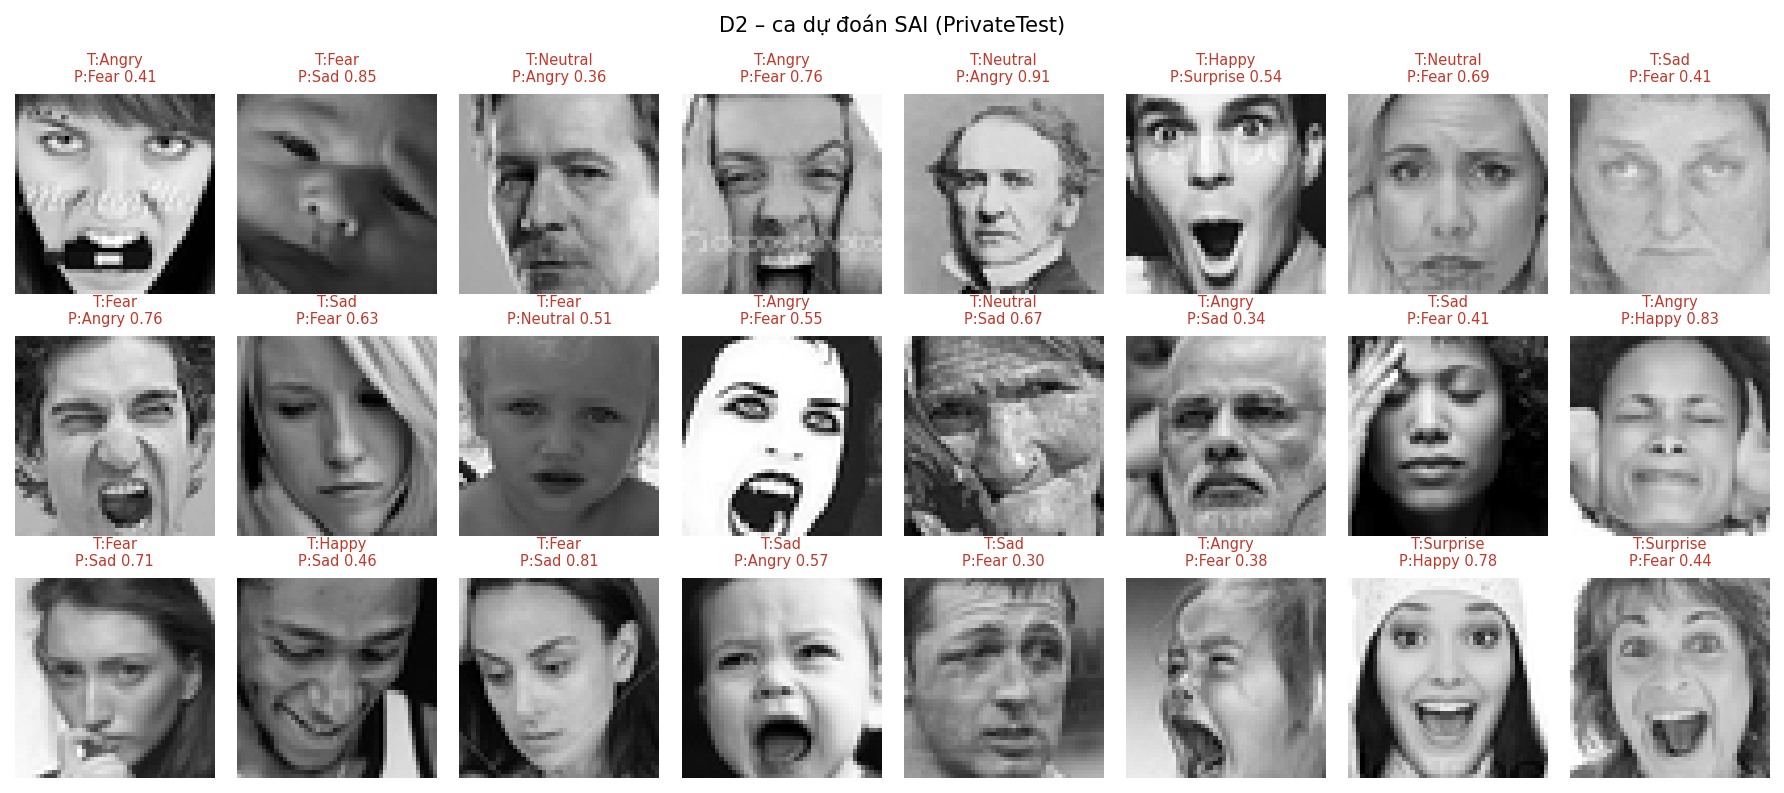 D2 – ca dự đoán SAI (PrivateTest)
T:Angry
P:Fear 0.41
T:Fear
P:Sad 0.85
T:Neutral
P:Angry 0.36
T:Angry
P:Fear 0.76
T:Neutral
P:Angry 0.91
T:Happy
P:Surprise 0.54
T:Neutral
P:Fear 0.69
T:Sad
P:Fear 0.41
T:Fear
P:Angry 0.76
T:Sad
P:Fear 0.63
T:Fear
P:Neutral 0.51
T:Angry
P:Fear 0.55
T:Neutral
P:Sad 0.67
T:Angry
P:Sad 0.34
T:Sad
P:Fear 0.41
T:Angry
P:Happy 0.83
T:Fear
P:Sad 0.71
T:Happy
P:Sad 0.46
T:Fear
P:Sad 0.81
T:Sad
P:Angry 0.57
T:Sad
P:Fear 0.30
T:Angry
P:Fear 0.38
T:Surprise
P:Happy 0.78
T:Surprise
P:Fear 0.44